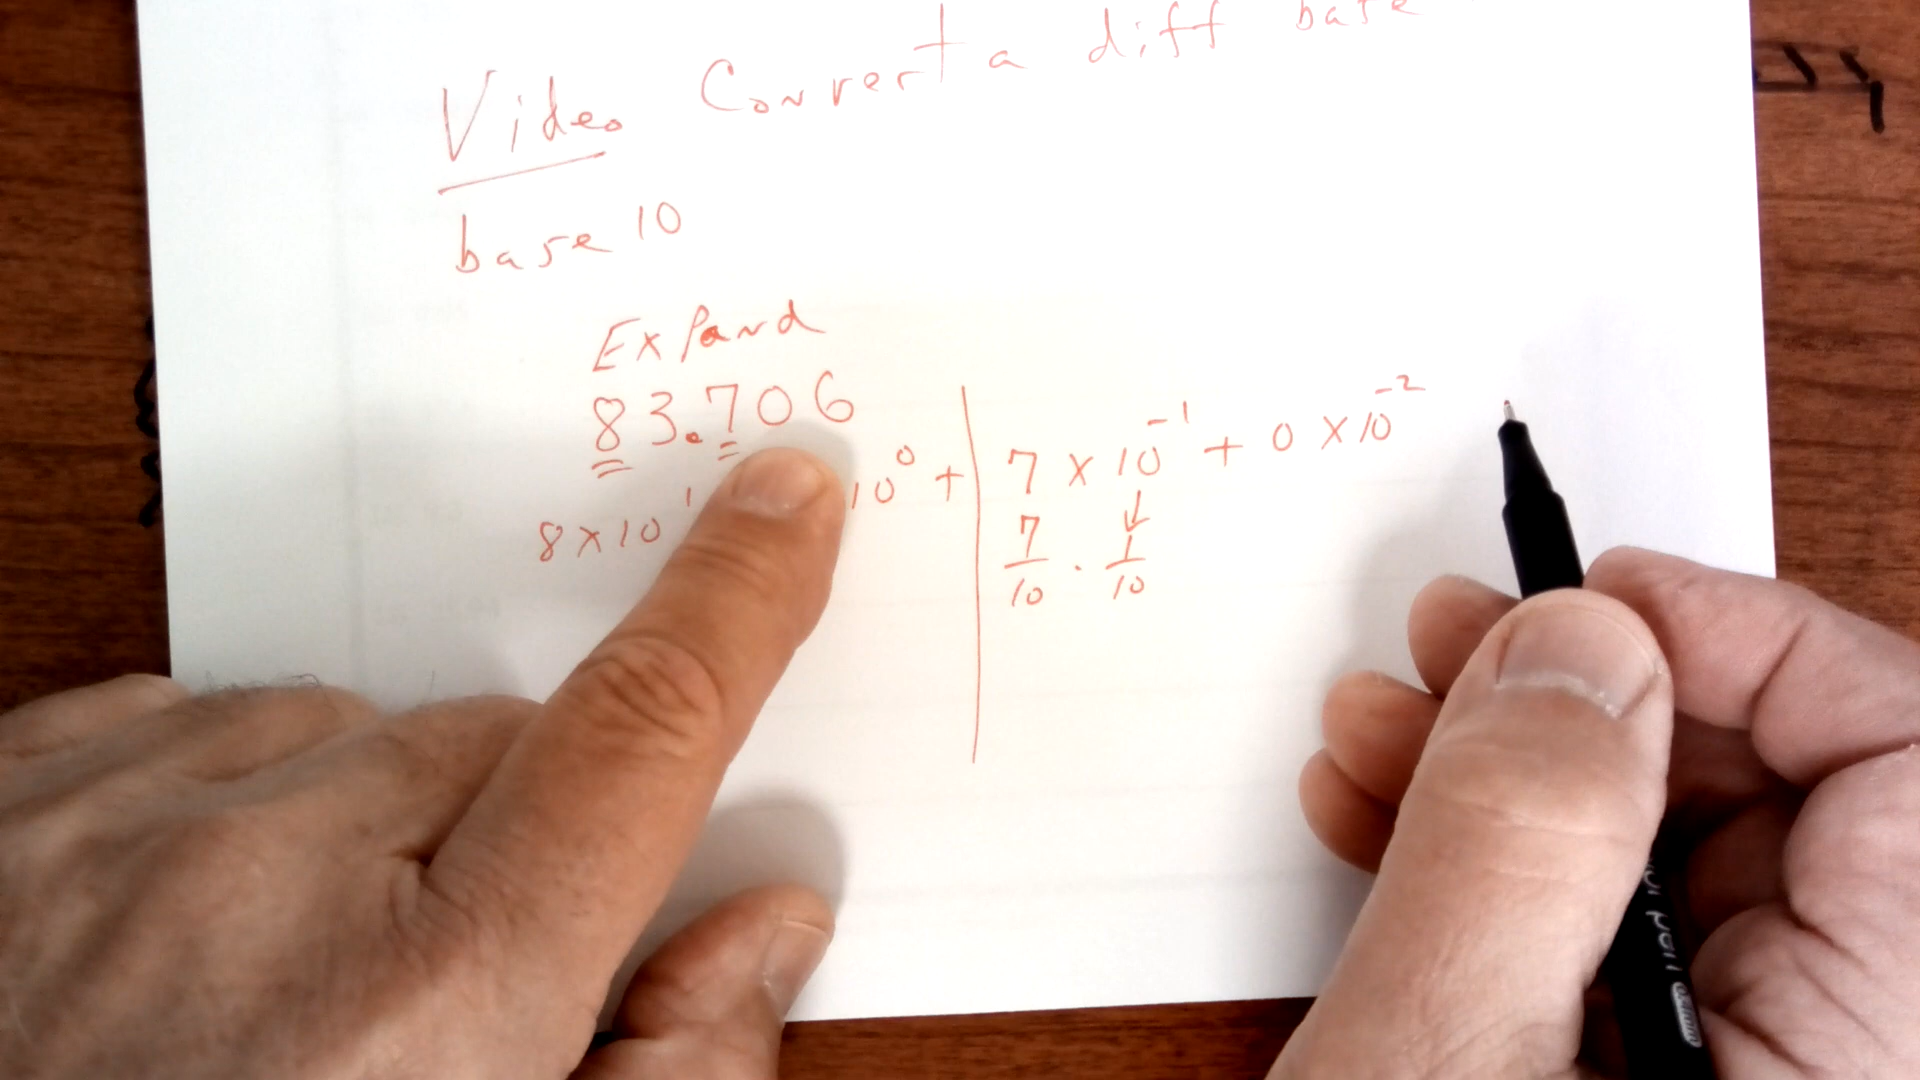 Video Convert a diff base
base 10
Expand
83.706
8 x 10¹ 10⁰ + 7 x 10⁻¹ + 0 x 10⁻²
↓
7/10 · 1/10